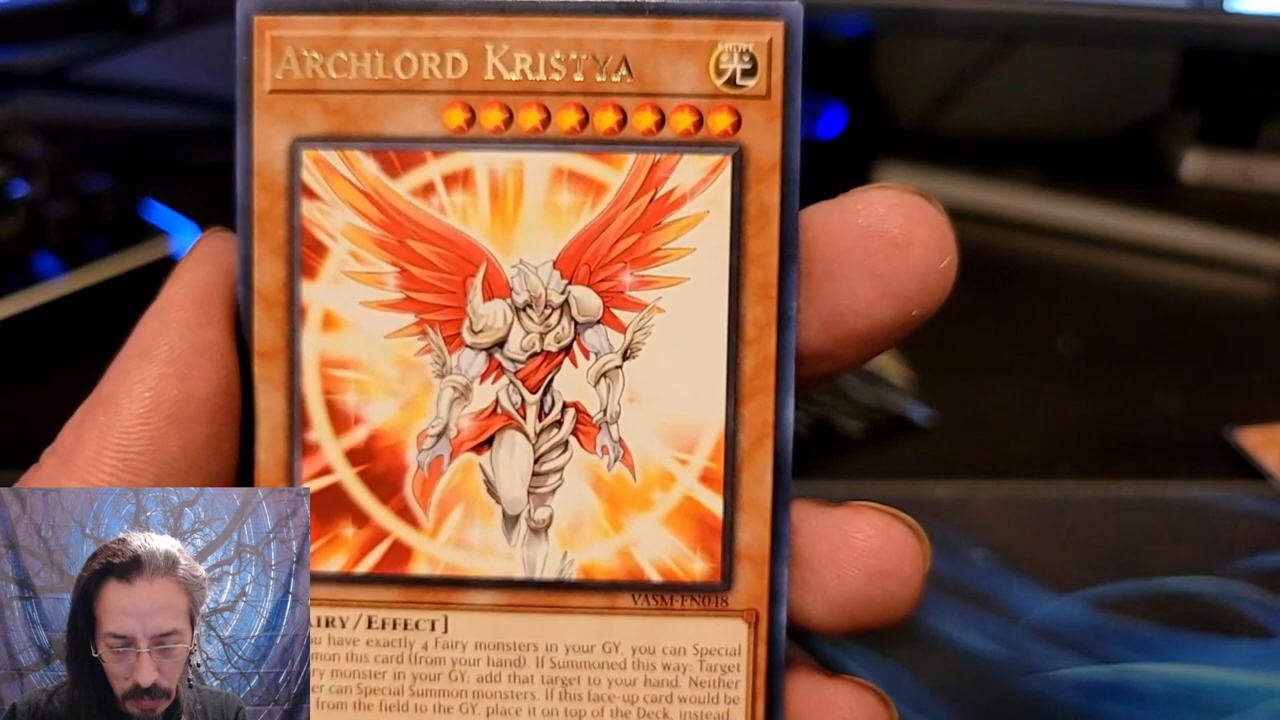 ARCHLORD KRISTYA
LIGHT
光
VASM-EN048
IRY/EFFECT]
u have exactly 4 Fairy monsters in your GY, you can Special
mon this card (from your hand). If Summoned this way: Target
ry monster in your GY; add that target to your hand. Neither
er can Special Summon monsters. If this face-up card would be
from the field to the GY, place it on top of the Deck, instead.